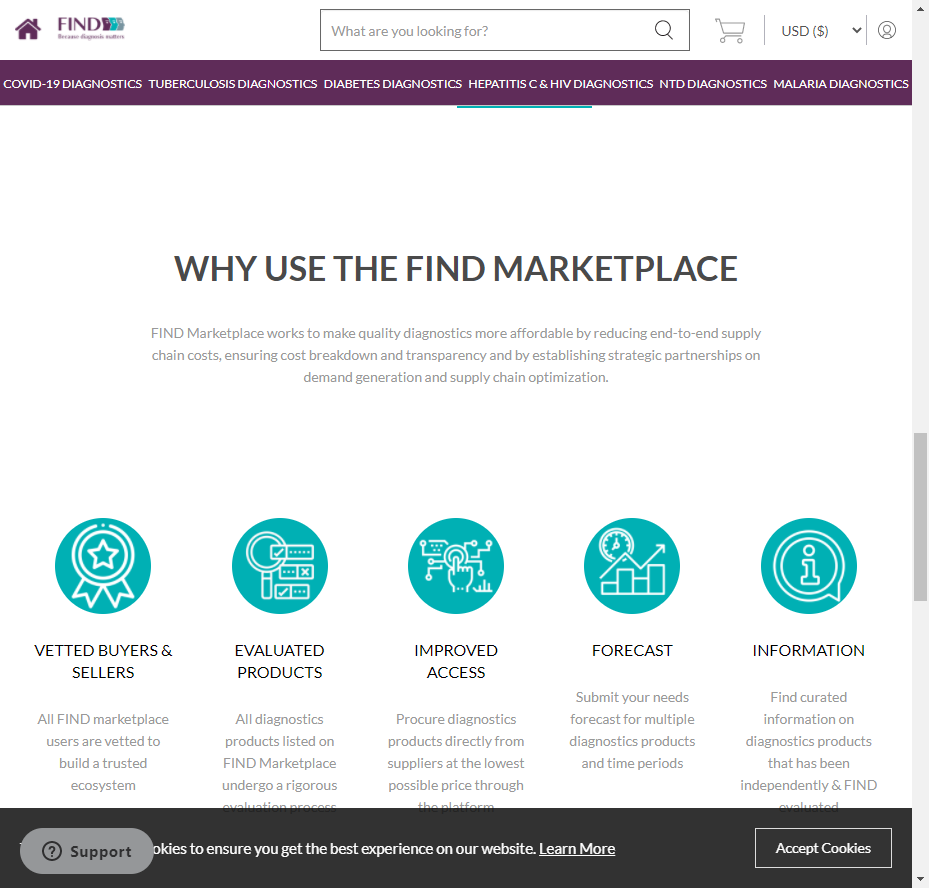 FIND
Because diagnosis matters
What are you looking for?
USD ($)
COVID-19 DIAGNOSTICS TUBERCULOSIS DIAGNOSTICS DIABETES DIAGNOSTICS HEPATITIS C & HIV DIAGNOSTICS NTD DIAGNOSTICS MALARIA DIAGNOSTICS
WHY USE THE FIND MARKETPLACE
FIND Marketplace works to make quality diagnostics more affordable by reducing end-to-end supply
chain costs, ensuring cost breakdown and transparency and by establishing strategic partnerships on
demand generation and supply chain optimization.
VETTED BUYERS &
SELLERS
All FIND marketplace
users are vetted to
build a trusted
ecosystem
EVALUATED
PRODUCTS
All diagnostics
products listed on
FIND Marketplace
undergo a rigorous
evaluation process
IMPROVED
ACCESS
Procure diagnostics
products directly from
suppliers at the lowest
possible price through
the platform
FORECAST
Submit your needs
forecast for multiple
diagnostics products
and time periods
INFORMATION
Find curated
information on
diagnostics products
that has been
independently & FIND
evaluated
Support
to ensure you get the best experience on our website. Learn More
Accept Cookies